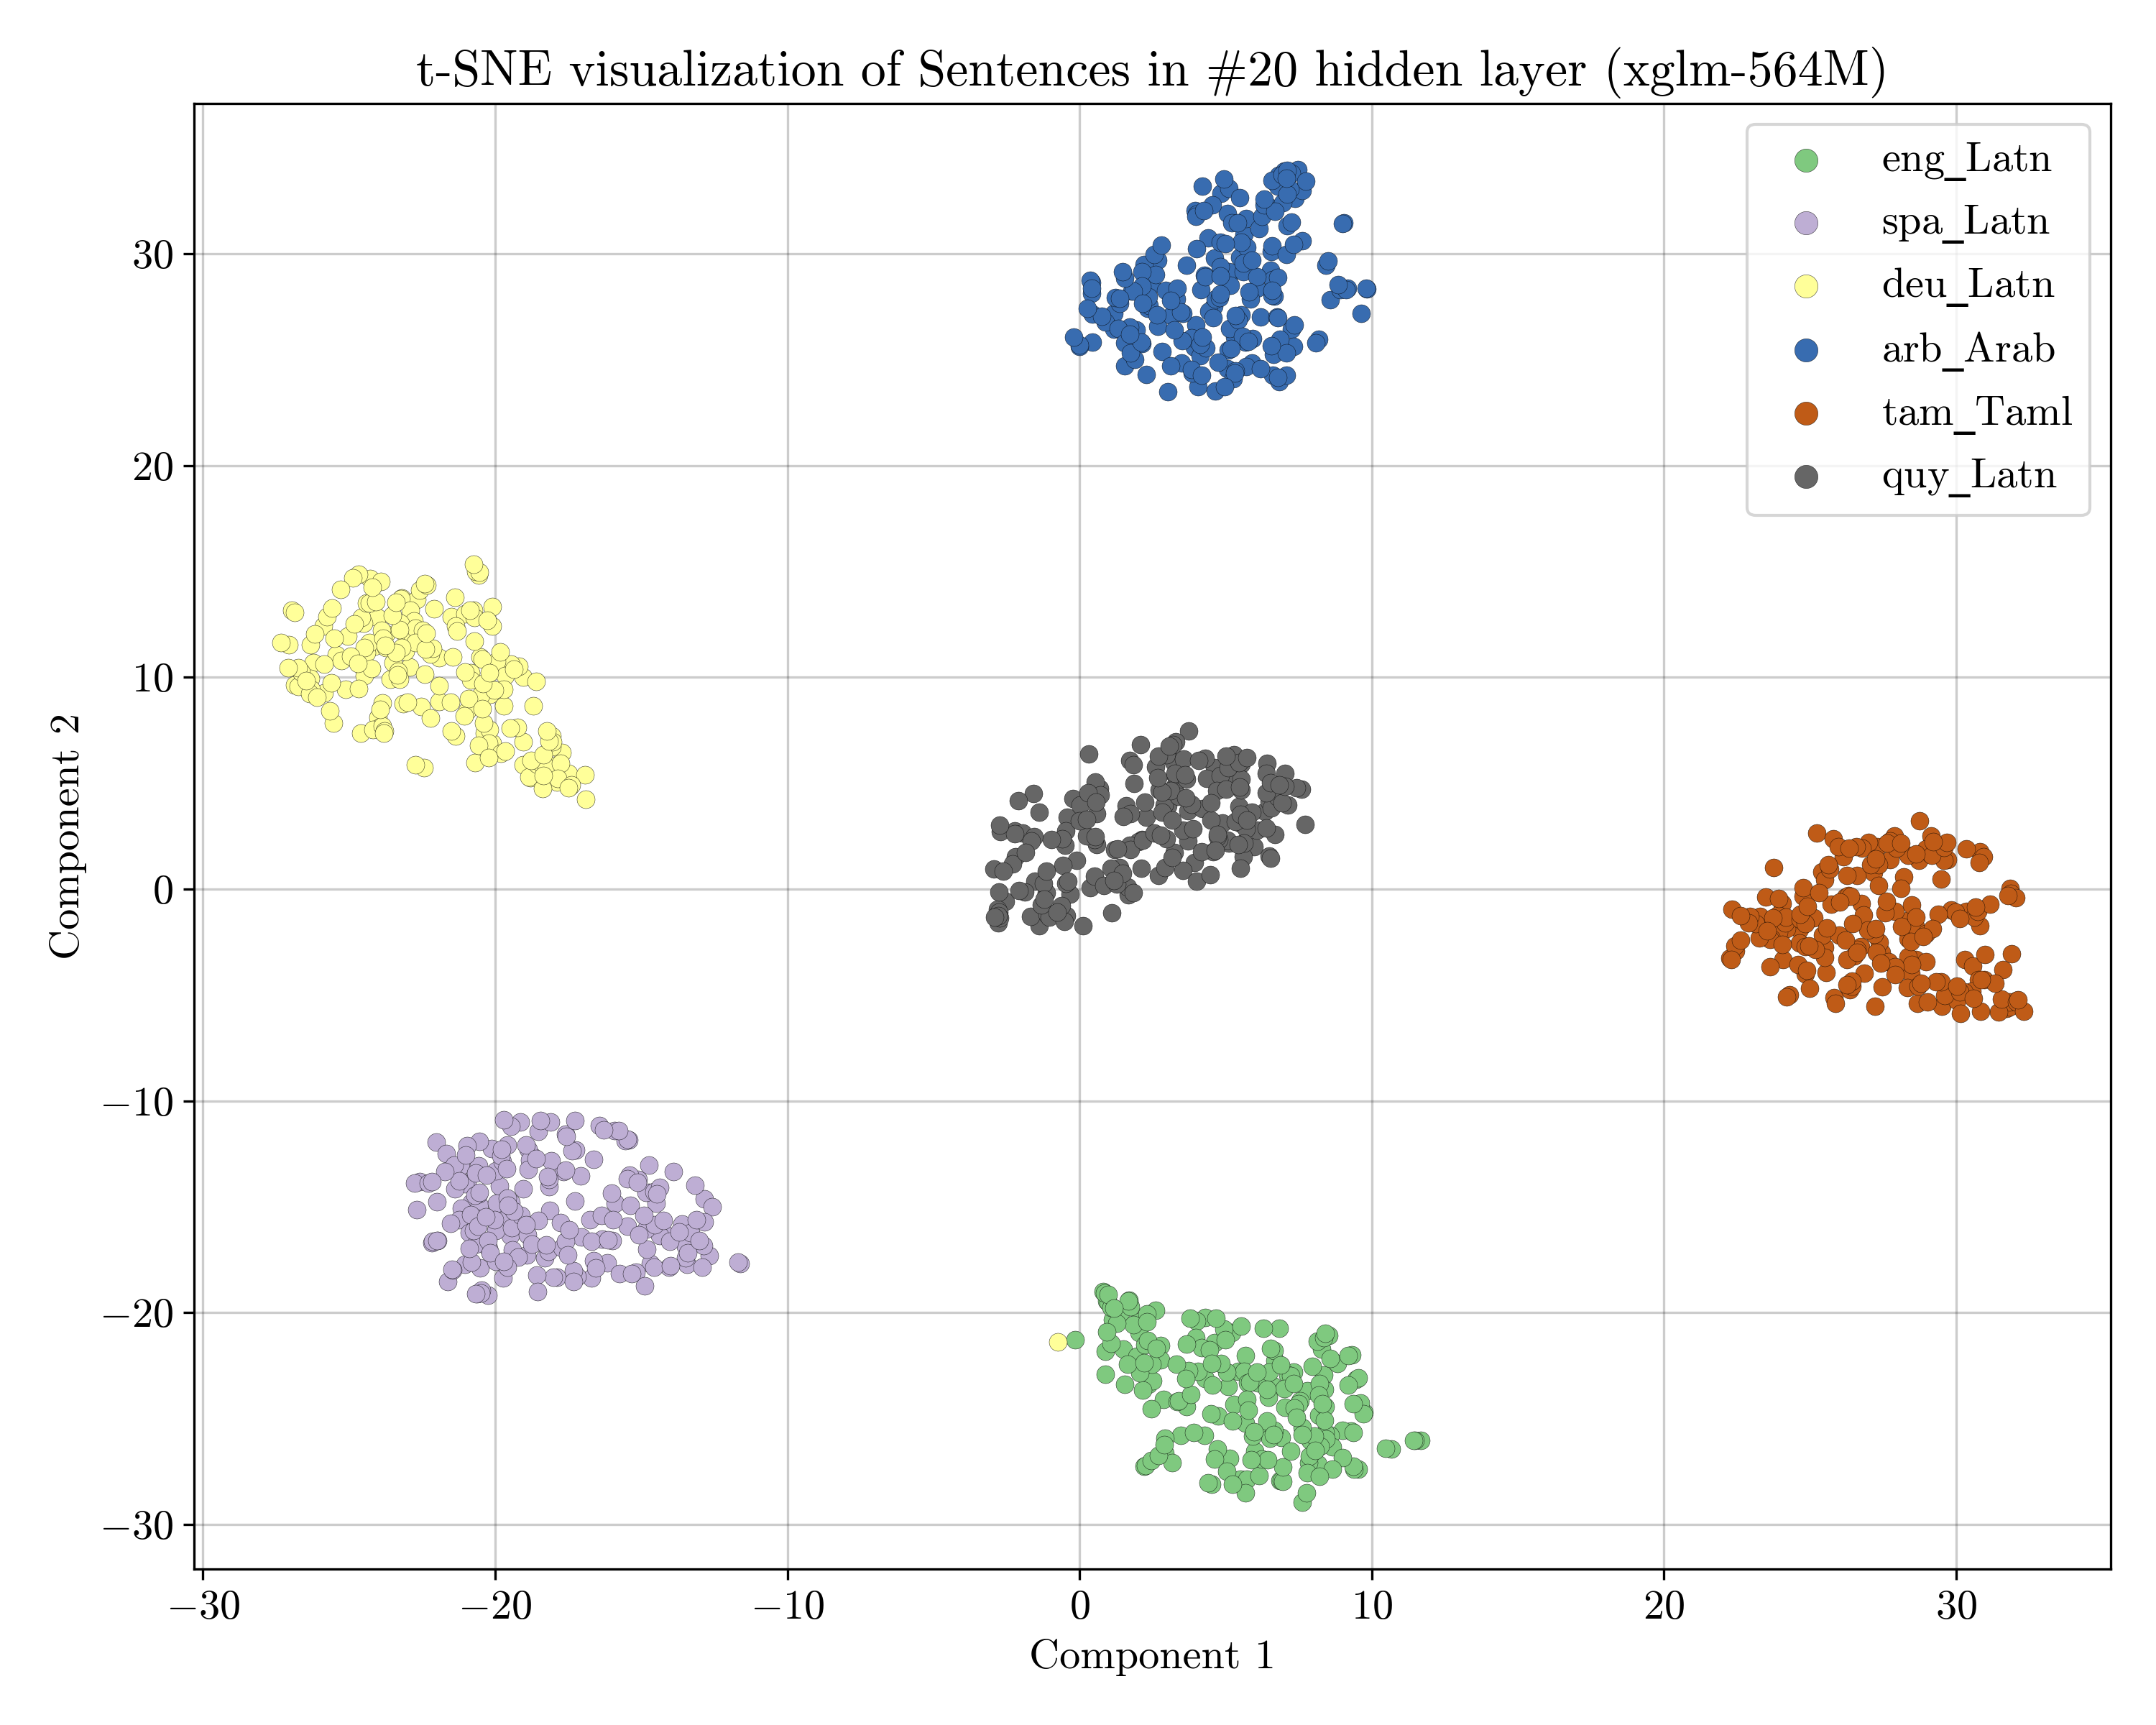 t-SNE visualization of Sentences in #20 hidden layer (xglm-564M)
eng_Latn
spa_Latn
deu_Latn
arb_Arab
tam_Taml
quy_Latn
30
20
10
0
−10
−20
−30
Component 2
−30 −20 −10 0 10 20 30
Component 1